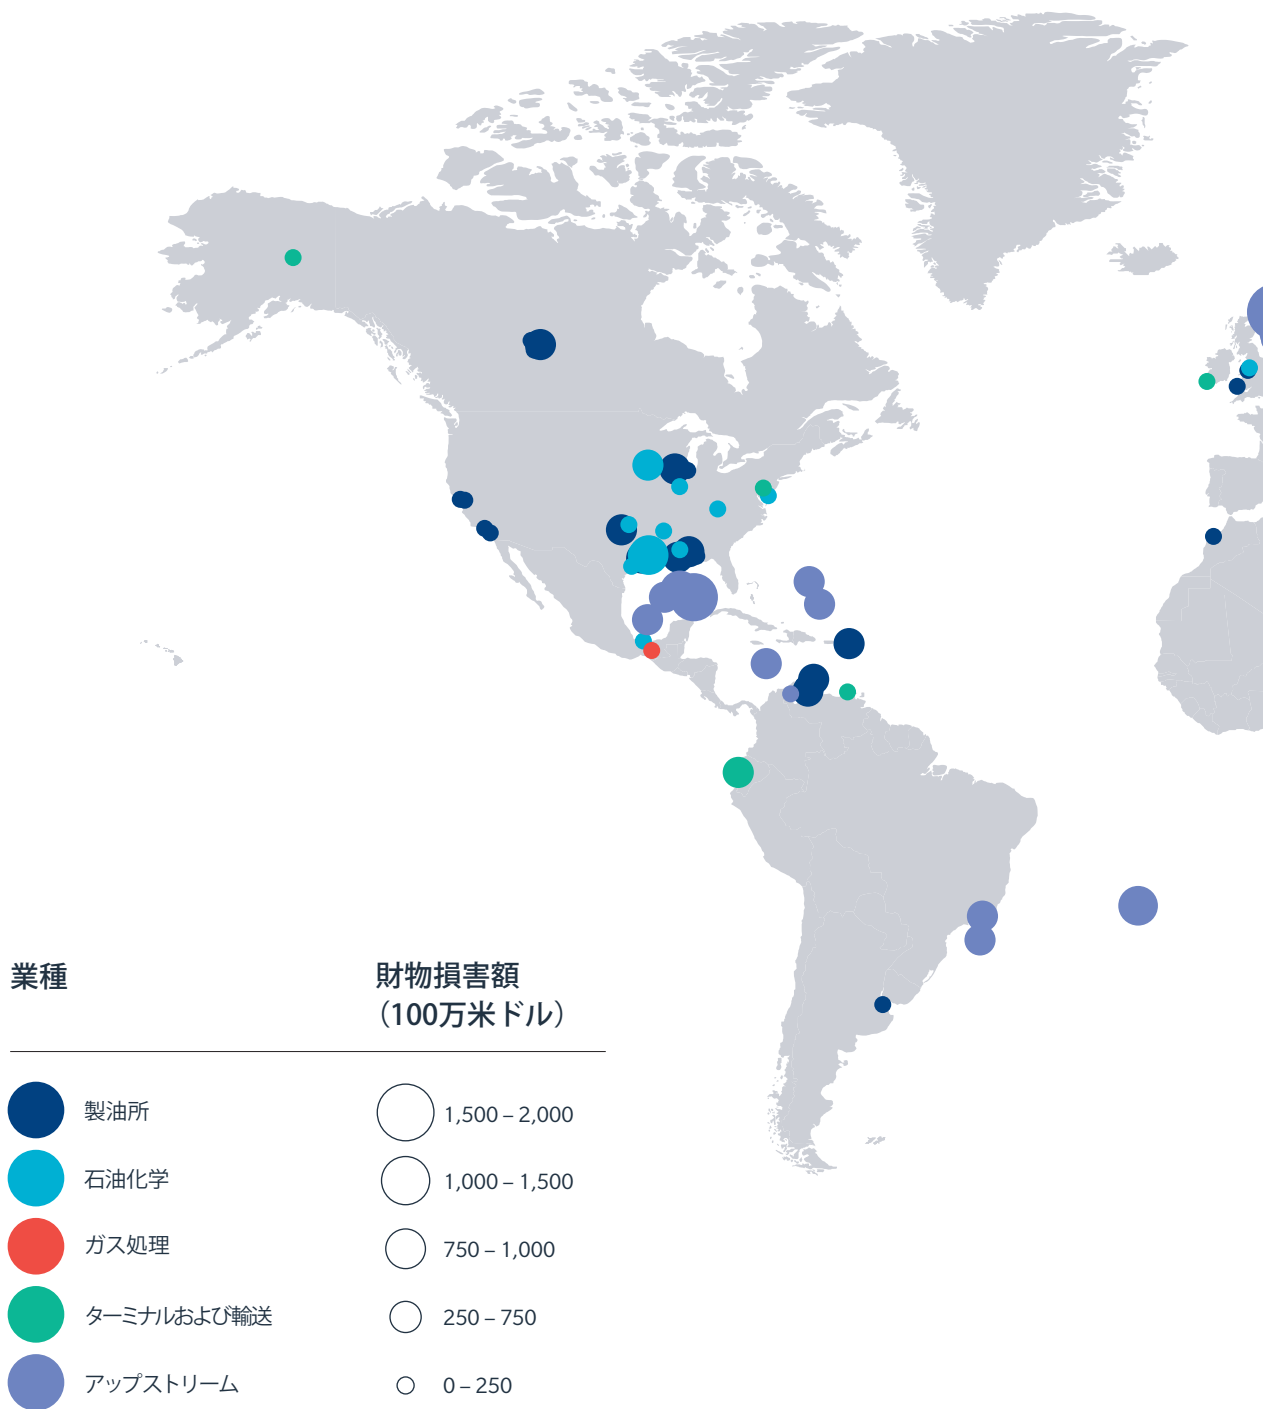 業種
財物損害額
（100万米ドル）
製油所
1,500 – 2,000
石油化学
1,000 – 1,500
ガス処理
750 – 1,000
ターミナルおよび輸送
250 – 750
アップストリーム
0 – 250